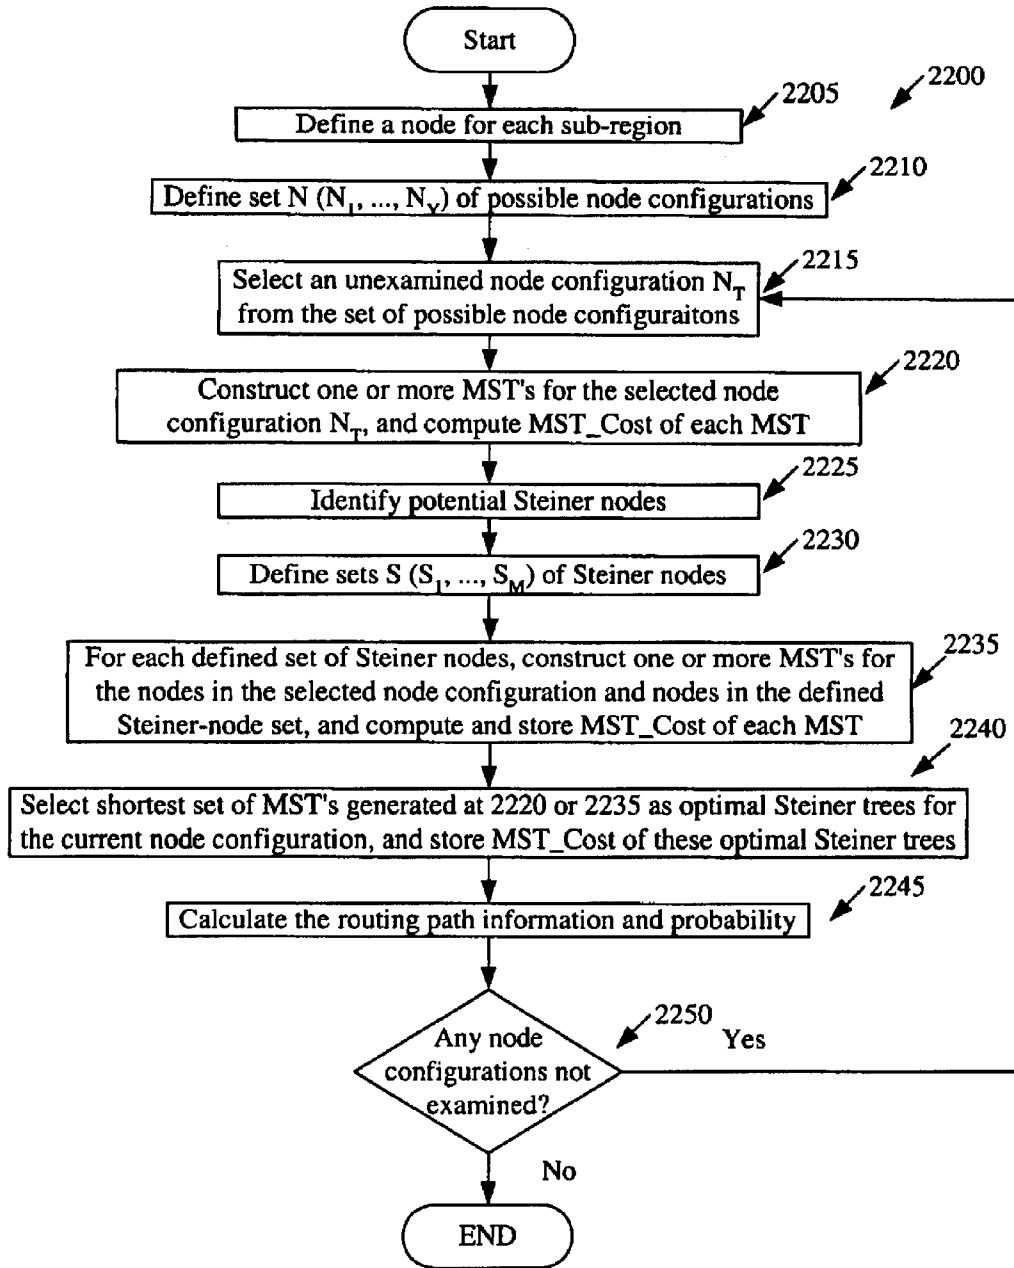 Start
2200
2205
Define a node for each sub-region
2210
Define set N (N₁, ..., N_Y) of possible node configurations
2215
Select an unexamined node configuration N_T
from the set of possible node configuraitons
2220
Construct one or more MST's for the selected node
configuration N_T, and compute MST_Cost of each MST
2225
Identify potential Steiner nodes
2230
Define sets S (S₁, ..., S_M) of Steiner nodes
2235
For each defined set of Steiner nodes, construct one or more MST's for
the nodes in the selected node configuration and nodes in the defined
Steiner-node set, and compute and store MST_Cost of each MST
2240
Select shortest set of MST's generated at 2220 or 2235 as optimal Steiner trees for
the current node configuration, and store MST_Cost of these optimal Steiner trees
2245
Calculate the routing path information and probability
2250
Yes
Any node
configurations not
examined?
No
END